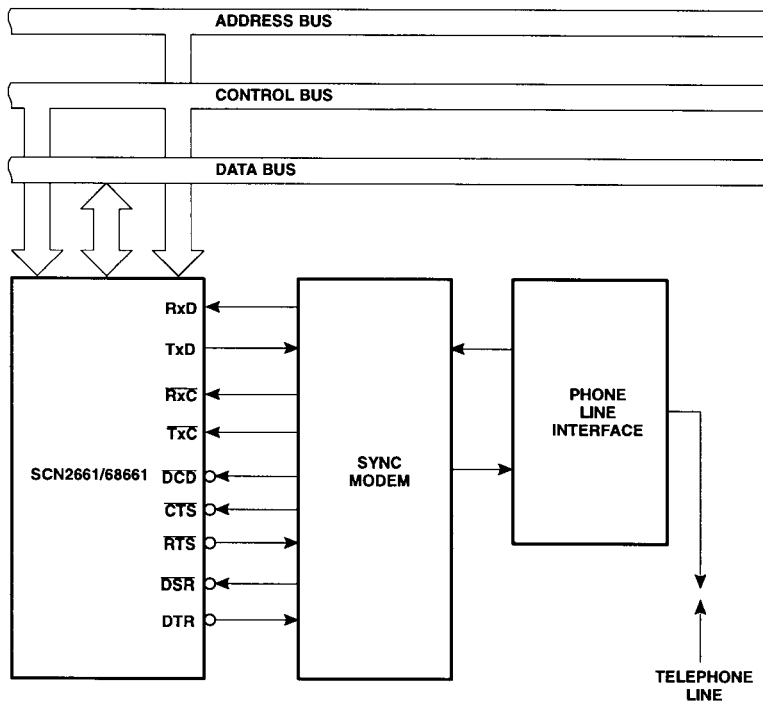 ADDRESS BUS
CONTROL BUS
DATA BUS
RxD
TxD
RxC
TxC
SCN2661/68661
DCD
CTS
RTS
DSR
DTR
SYNC
MODEM
PHONE
LINE
INTERFACE
TELEPHONE
LINE